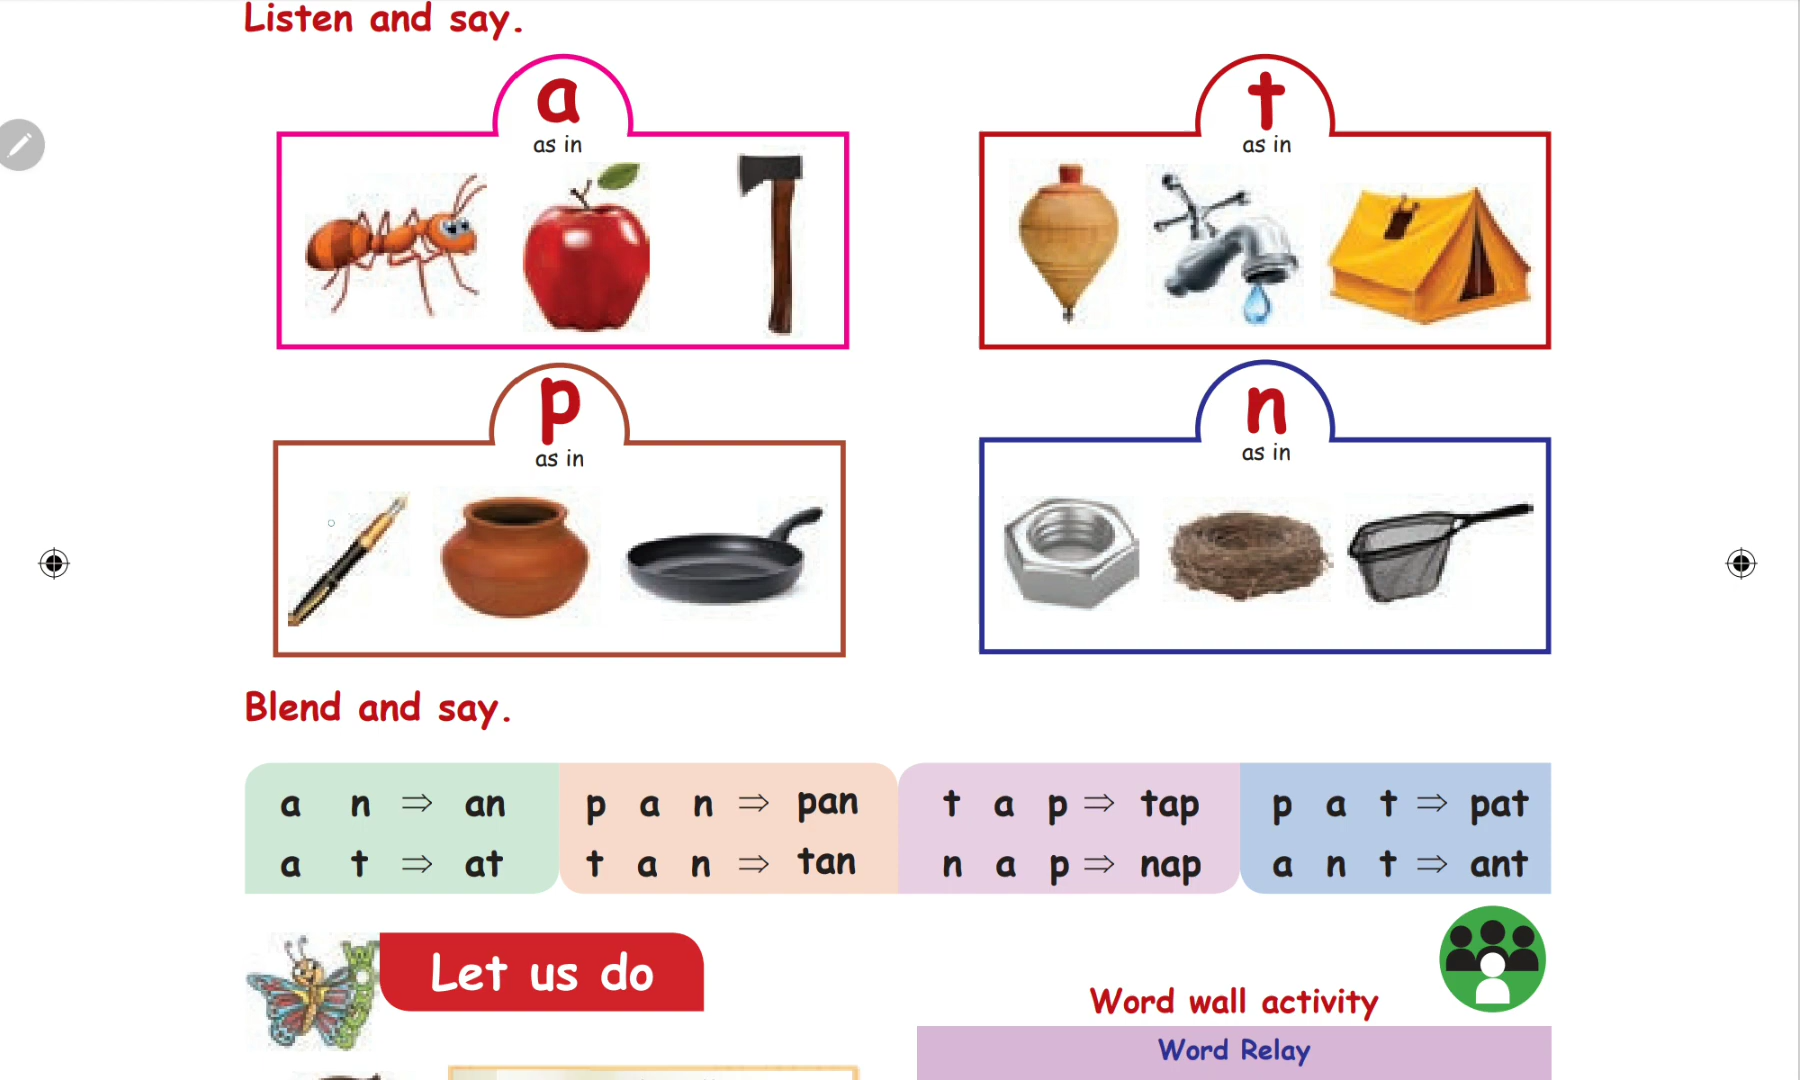 Listen and say.
a
as in
t
as in
p
as in
n
as in
Blend and say.
a n ⇒ an
a t ⇒ at
p a n ⇒ pan
t a n ⇒ tan
t a p ⇒ tap
n a p ⇒ nap
p a t ⇒ pat
a n t ⇒ ant
Let us do
Word wall activity
Word Relay